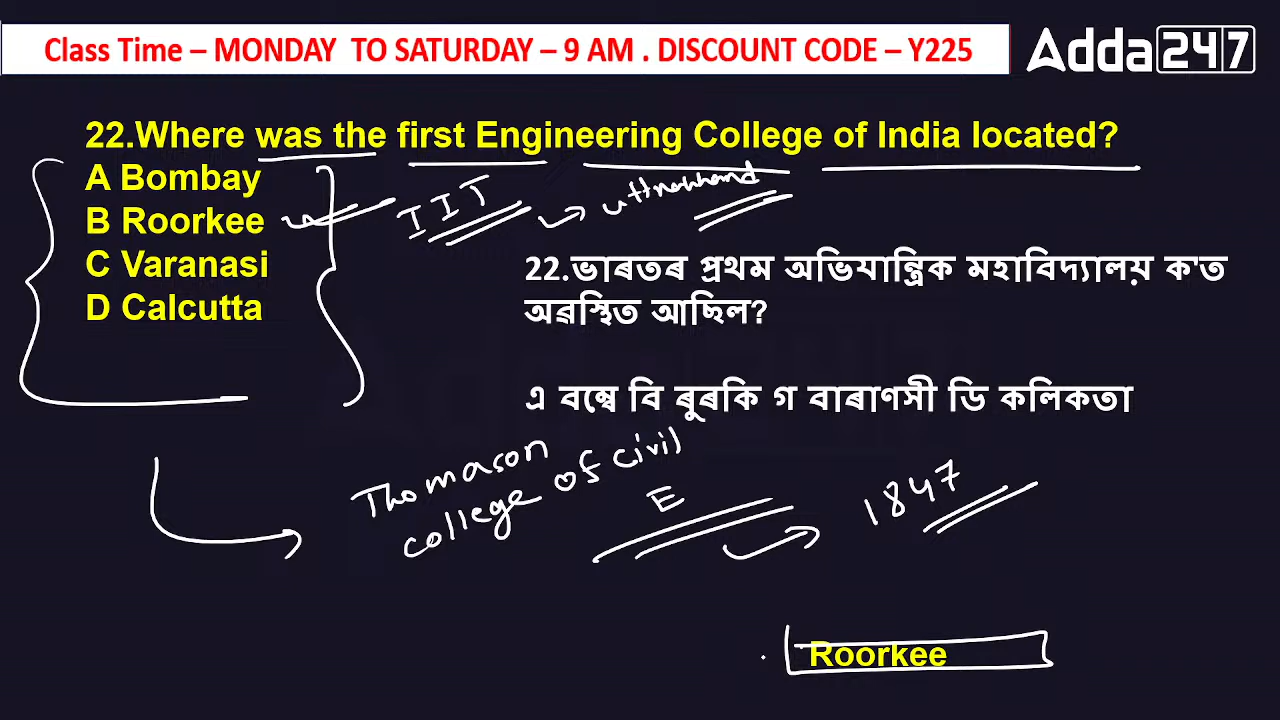 Class Time – MONDAY TO SATURDAY – 9 AM . DISCOUNT CODE – Y225
Adda247
22.Where was the first Engineering College of India located?
A Bombay
B Roorkee
C Varanasi
D Calcutta
IIT
uttrakhand
22.ভাৰতৰ প্ৰথম অভিযান্ত্ৰিক মহাবিদ্যালয় ক'ত
অৱস্থিত আছিল?
এ বম্বে বি ৰুৰকি গ বাৰাণসী ডি কলিকতা
Thomason
college of civil
E
1847
Roorkee